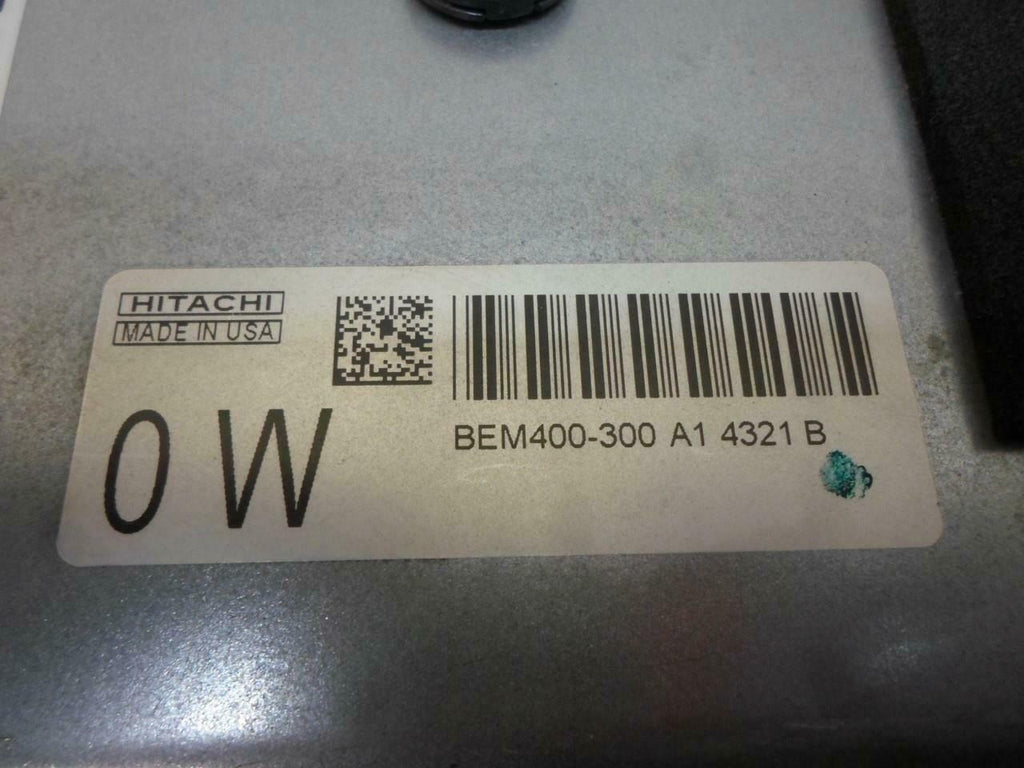 HITACHI
MADE IN USA
0 W
BEM400-300 A1 4321 B